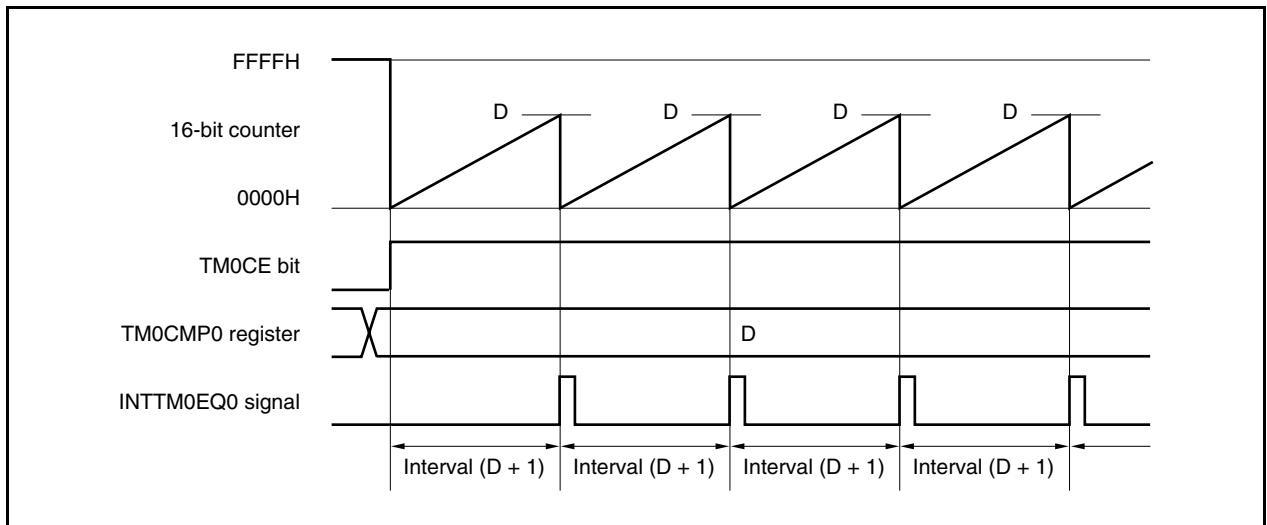 FFFFH
D D D D
16-bit counter
0000H
TM0CE bit
TM0CMP0 register
D
INTTM0EQ0 signal
Interval (D + 1) Interval (D + 1) Interval (D + 1) Interval (D + 1)